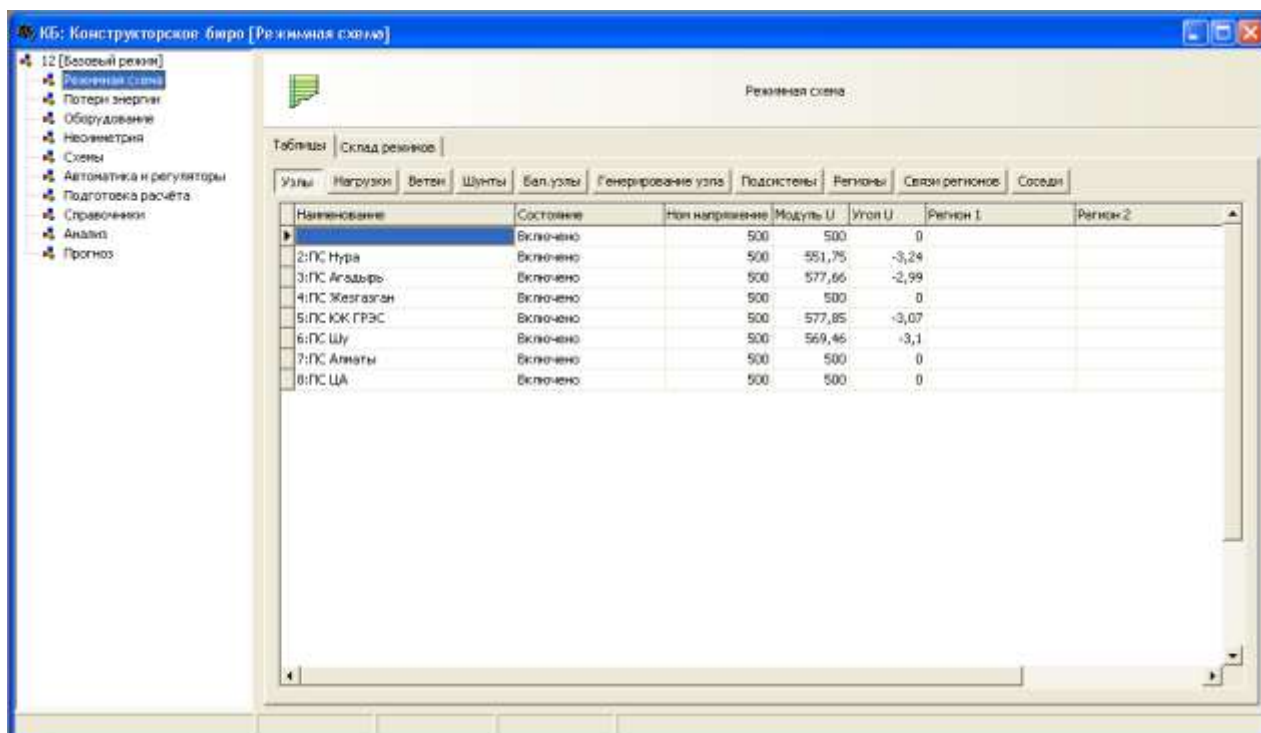 КБ: Конструкторское бюро [Режимная схема]
12 [Базовый режим]
Режимная схема
Потери энергии
Оборудование
Несиметрия
Схемы
Автоматика и регуляторы
Подготовка расчёта
Справочники
Анализ
Прогноз
Режимная схема
Таблицы Склад режимов
Узлы Нагрузки Ветви Шунты Бал.узлы Генерирование узла Подсистемы Регионы Связи регионов Соседи
Наименование Состояние Ном напряжение Модуль U Угол U Регион 1 Регион 2
Включено 500 500 0
2:ПС Нура Включено 500 551,75 -3,24
3:ПС Агадырь Включено 500 577,66 -2,99
4:ПС Жезгазган Включено 500 500 0
5:ПС ЮК ГРЭС Включено 500 577,85 -3,07
6:ПС Шу Включено 500 569,46 -3,1
7:ПС Алматы Включено 500 500 0
8:ПС ЦА Включено 500 500 0